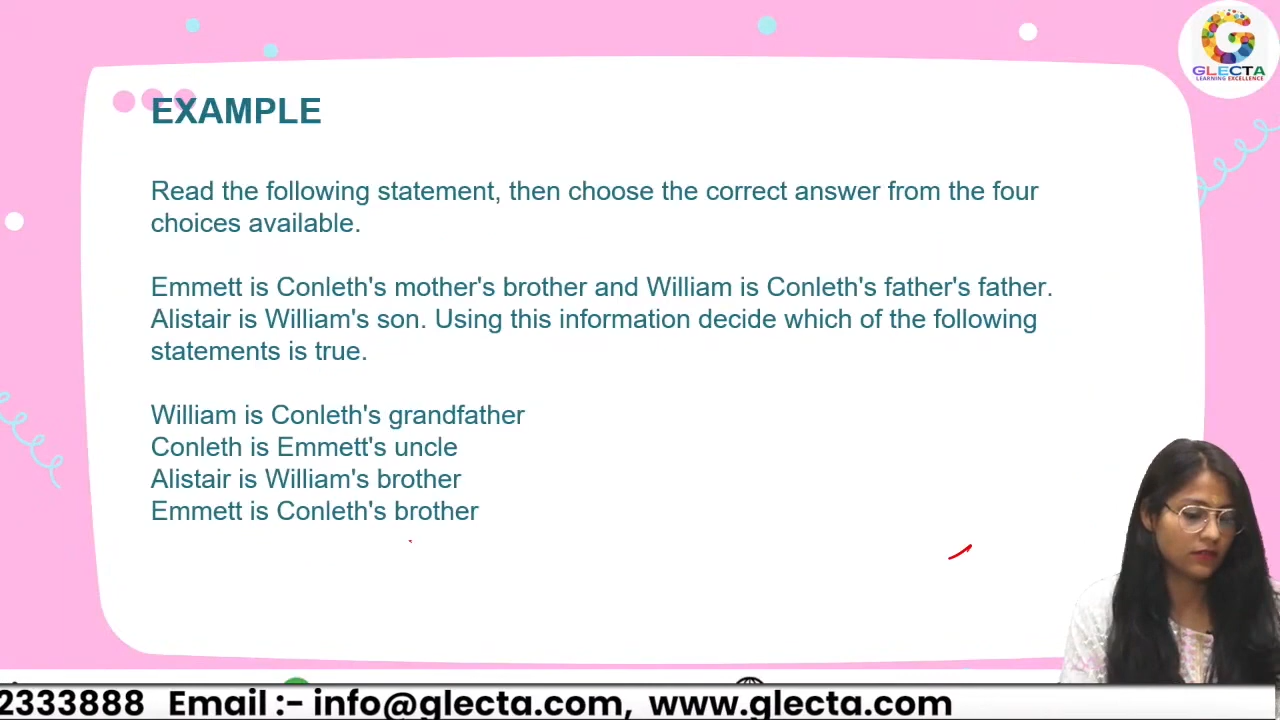 GLECTA
LEARNING EXCELLENCE
EXAMPLE
Read the following statement, then choose the correct answer from the four
choices available.
Emmett is Conleth's mother's brother and William is Conleth's father's father.
Alistair is William's son. Using this information decide which of the following
statements is true.
William is Conleth's grandfather
Conleth is Emmett's uncle
Alistair is William's brother
Emmett is Conleth's brother
2333888 Email :- info@glecta.com, www.glecta.com